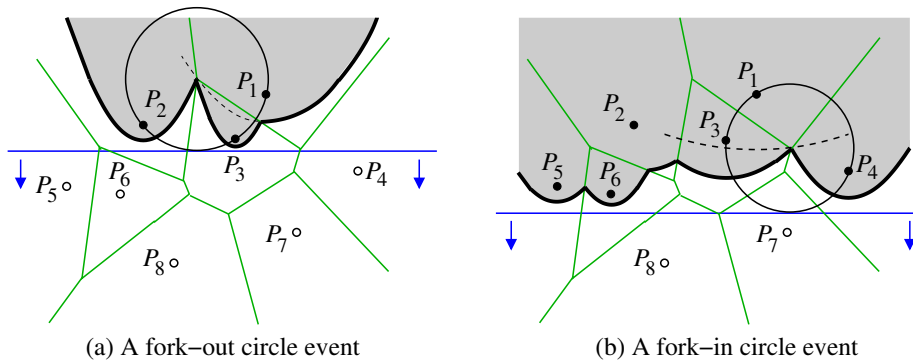 P1
P2
P3
P4
P5
P6
P7
P8
(a) A fork−out circle event
P1
P2
P3
P4
P5
P6
P7
P8
(b) A fork−in circle event